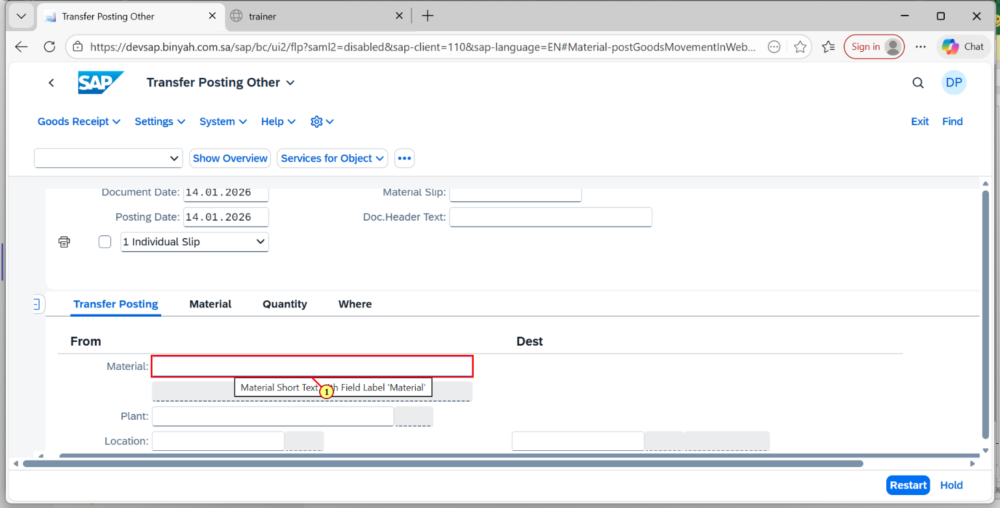 Transfer Posting Other
trainer
https://devsap.binyah.com.sa/sap/bc/ui2/flp?saml2=disabled&sap-client=110&sap-language=EN#Material-postGoodsMovementInWeb...
Sign in
Chat
SAP
Transfer Posting Other
DP
Goods Receipt
Settings
System
Help
Exit
Find
Show Overview
Services for Object
Document Date: 14.01.2026
Material Slip:
Posting Date: 14.01.2026
Doc.Header Text:
1 Individual Slip
Transfer Posting
Material
Quantity
Where
From
Dest
Material:
Material Short Text with Field Label 'Material'
1
Plant:
Location:
Restart
Hold